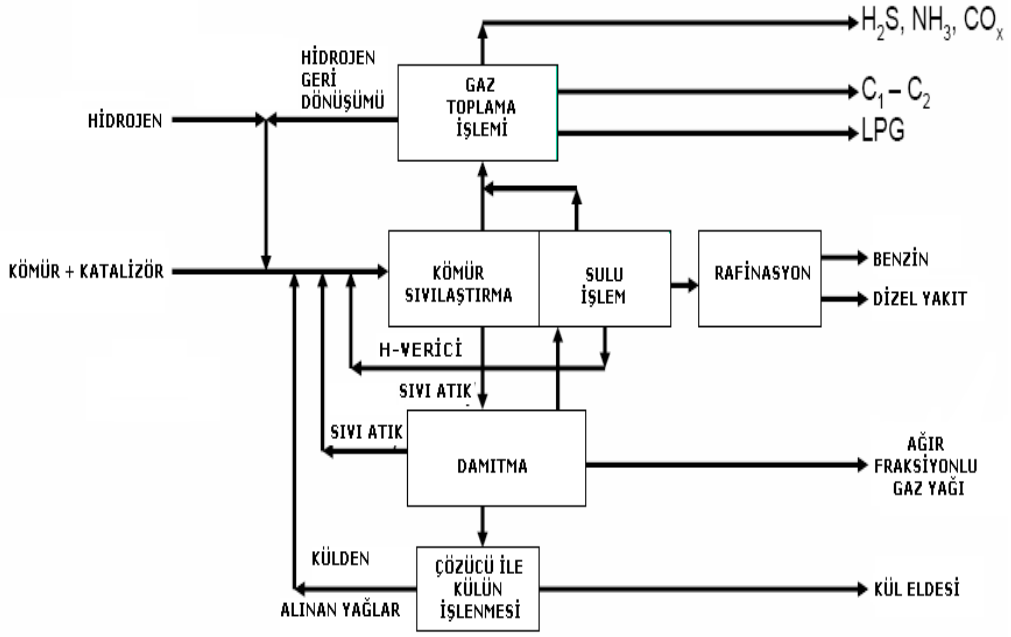 H₂S, NH₃, COₓ
HİDROJEN
GERİ
DÖNÜŞÜMÜ
GAZ
TOPLAMA
İŞLEMİ
C₁ – C₂
LPG
HİDROJEN
KÖMÜR + KATALİZÖR
KÖMÜR
SIVILAŞTIRMA
SULU
İŞLEM
RAFİNASYON
BENZİN
DİZEL YAKIT
H-VERİCİ
SIVI ATIK
SIVI ATIK
DAMITMA
AĞIR
FRAKSİYONLU
GAZ YAĞI
KÜLDEN
ALINAN YAĞLAR
ÇÖZÜCÜ İLE
KÜLÜN
İŞLENMESİ
KÜL ELDESİ